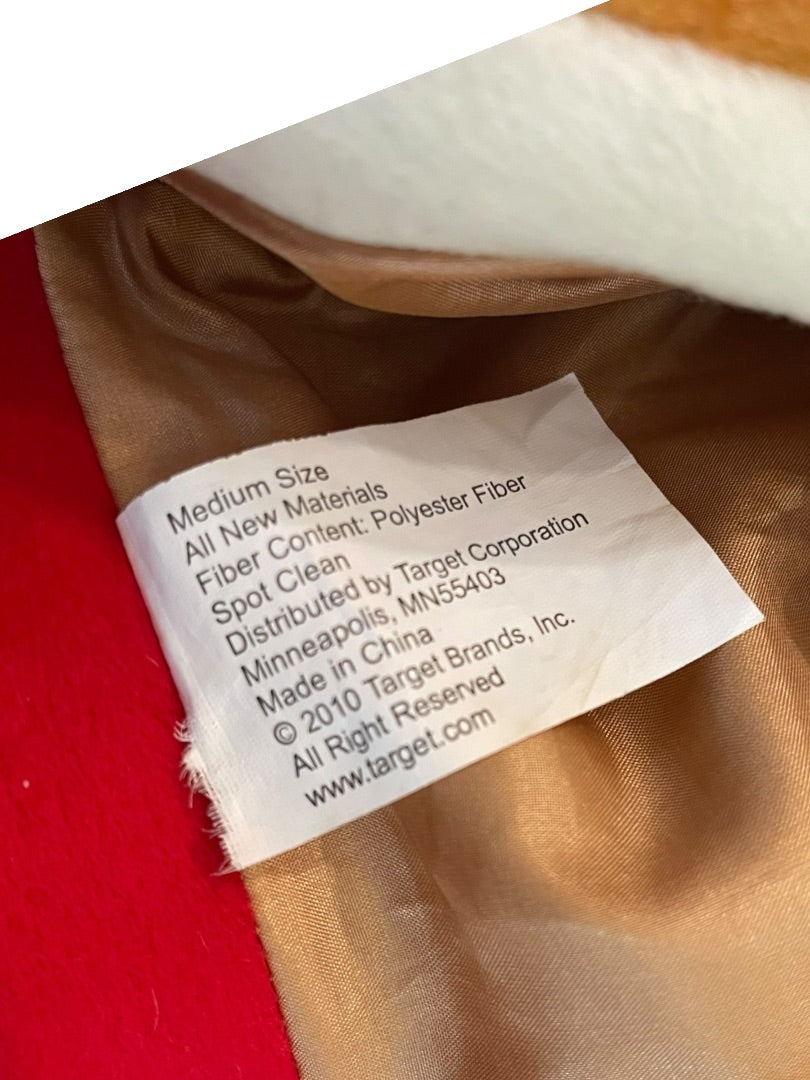 Medium Size
All New Materials
Fiber Content: Polyester Fiber
Spot Clean
Distributed by Target Corporation
Minneapolis, MN55403
Made in China
© 2010 Target Brands, Inc.
All Right Reserved
www.target.com